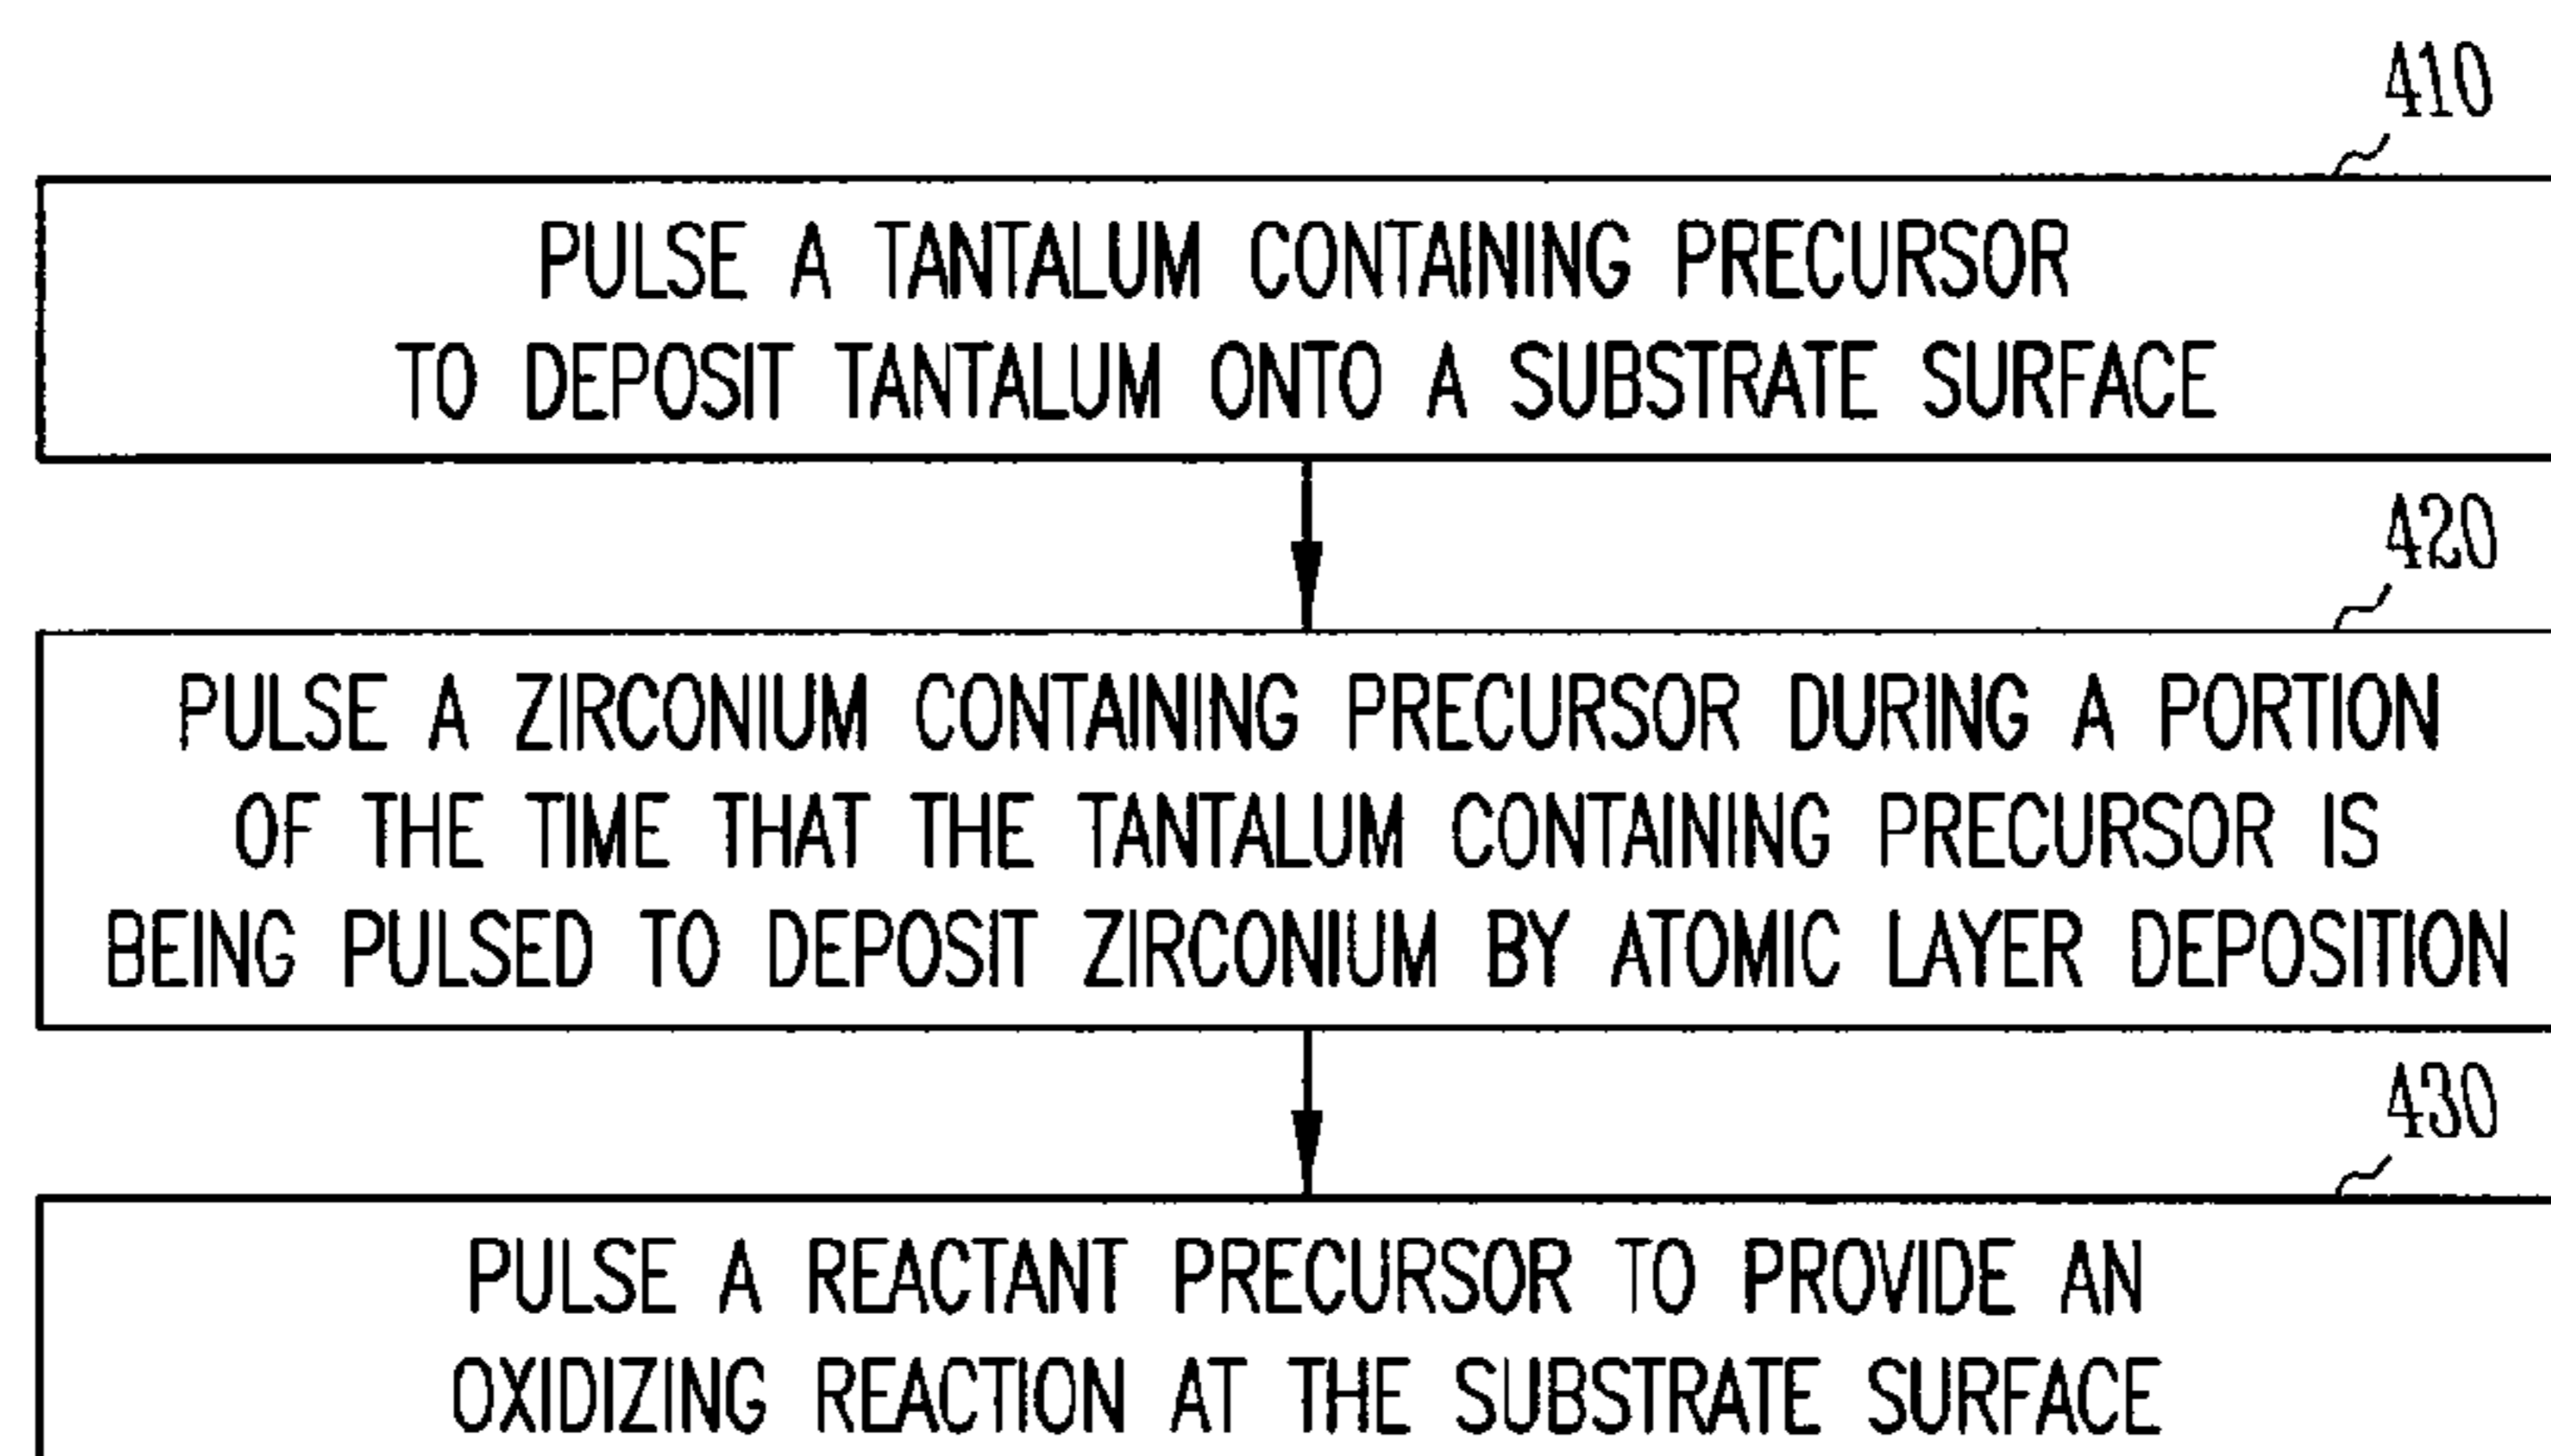 410
PULSE A TANTALUM CONTAINING PRECURSOR
TO DEPOSIT TANTALUM ONTO A SUBSTRATE SURFACE
420
PULSE A ZIRCONIUM CONTAINING PRECURSOR DURING A PORTION
OF THE TIME THAT THE TANTALUM CONTAINING PRECURSOR IS
BEING PULSED TO DEPOSIT ZIRCONIUM BY ATOMIC LAYER DEPOSITION
430
PULSE A REACTANT PRECURSOR TO PROVIDE AN
OXIDIZING REACTION AT THE SUBSTRATE SURFACE